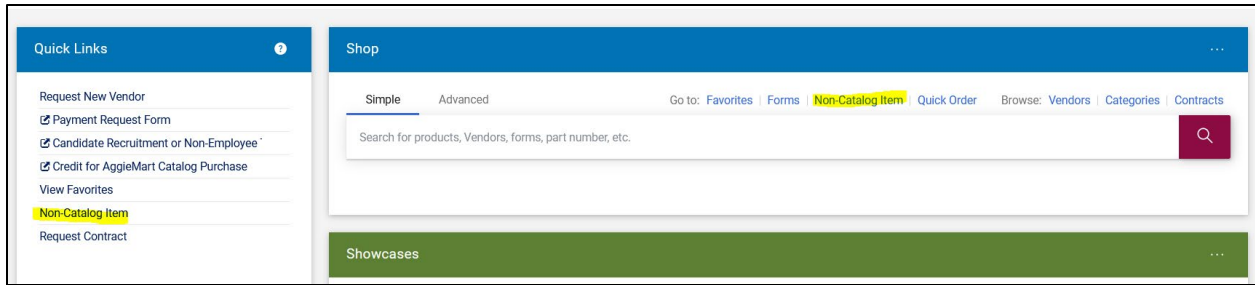 Quick Links ?
Request New Vendor
Payment Request Form
Candidate Recruitment or Non-Employee
Credit for AggieMart Catalog Purchase
View Favorites
Non-Catalog Item
Request Contract
Shop ...
Simple Advanced Go to: Favorites | Forms | Non-Catalog Item | Quick Order Browse: Vendors | Categories | Contracts
Search for products, Vendors, forms, part number, etc.
Showcases ...